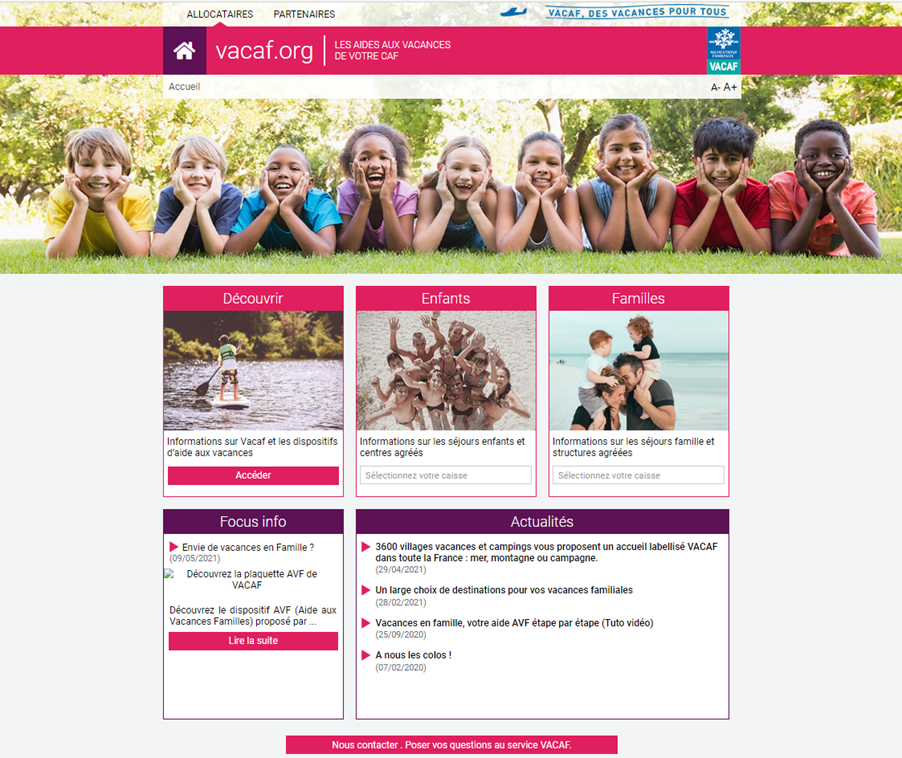 ALLOCATAIRES PARTENAIRES
VACAF, DES VACANCES POUR TOUS
vacaf.org
LES AIDES AUX VACANCES
DE VOTRE CAF
ALLOCATIONS
FAMILIALES
VACAF
Accueil
A- A+
Découvrir
Informations sur Vacaf et les dispositifs
d'aide aux vacances
Accéder
Enfants
Informations sur les séjours enfants et
centres agréés
Sélectionnez votre caisse
Familles
Informations sur les séjours famille et
structures agréées
Sélectionnez votre caisse
Focus info
Envie de vacances en Famille ?
(09/05/2021)
Découvrez la plaquette AVF de
VACAF
Découvrez le dispositif AVF (Aide aux
Vacances Familles) proposé par ...
Lire la suite
Actualités
3600 villages vacances et campings vous proposent un accueil labellisé VACAF
dans toute la France : mer, montagne ou campagne.
(29/04/2021)
Un large choix de destinations pour vos vacances familiales
(28/02/2021)
Vacances en famille, votre aide AVF étape par étape (Tuto vidéo)
(25/09/2020)
A nous les colos !
(07/02/2020)
Nous contacter . Poser vos questions au service VACAF.